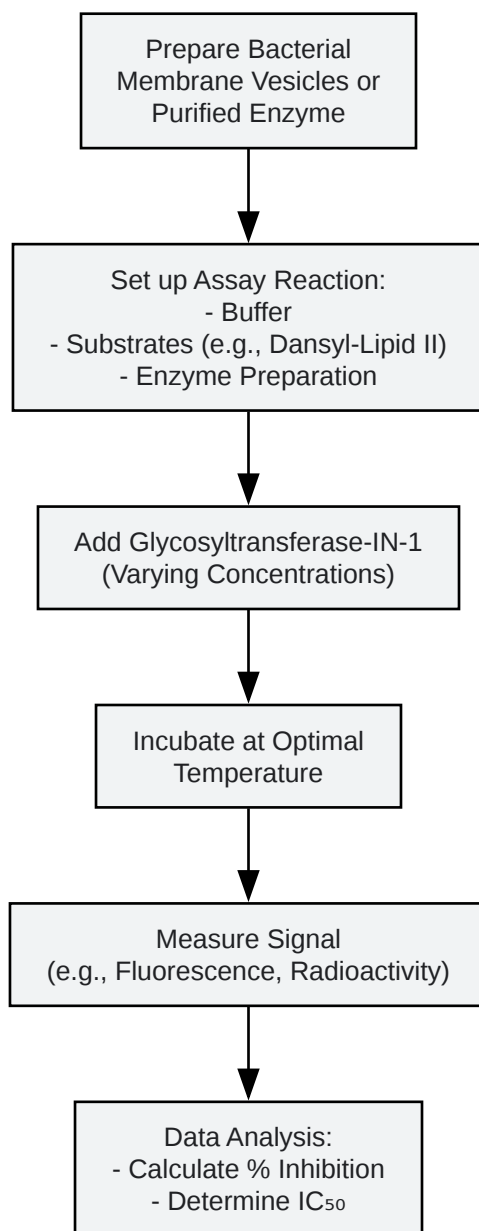 Prepare Bacterial
Membrane Vesicles or
Purified Enzyme
Set up Assay Reaction:
- Buffer
- Substrates (e.g., Dansyl-Lipid II)
- Enzyme Preparation
Add Glycosyltransferase-IN-1
(Varying Concentrations)
Incubate at Optimal
Temperature
Measure Signal
(e.g., Fluorescence, Radioactivity)
Data Analysis:
- Calculate % Inhibition
- Determine IC₅₀